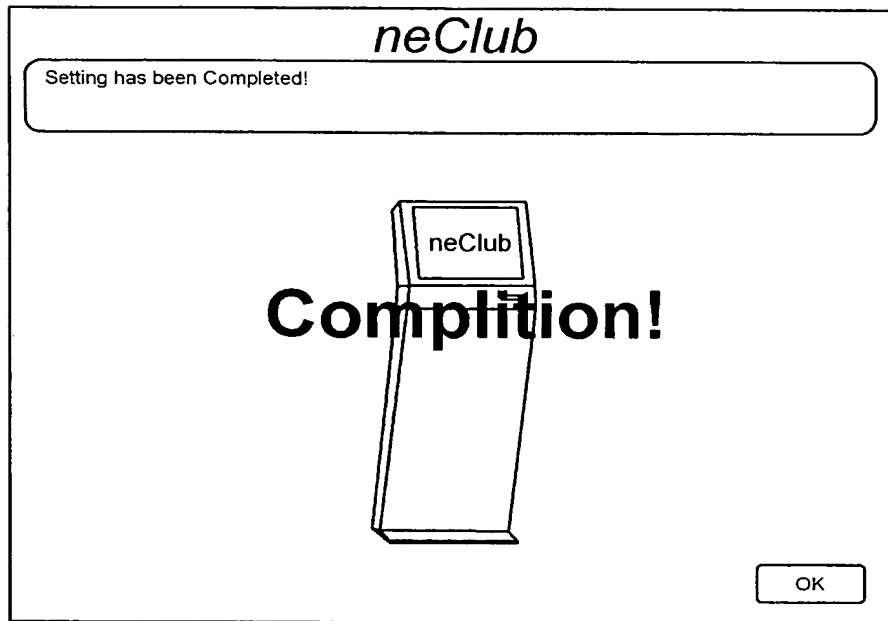 neClub
Setting has been Completed!
neClub
Complition!
OK